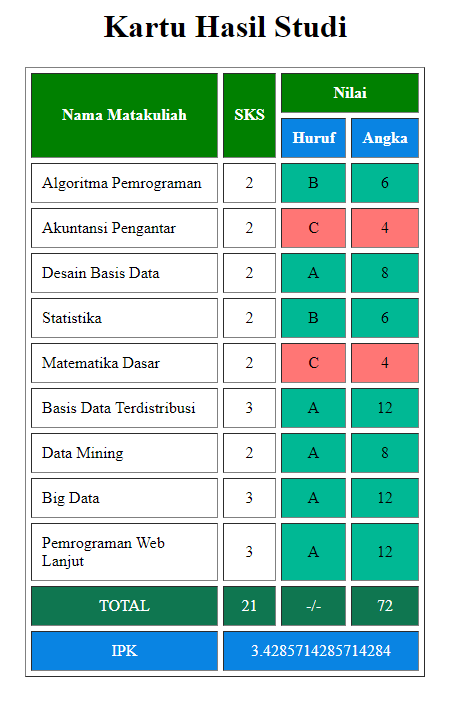 Kartu Hasil Studi
Nama Matakuliah SKS Nilai
Huruf Angka
Algoritma Pemrograman 2 B 6
Akuntansi Pengantar 2 C 4
Desain Basis Data 2 A 8
Statistika 2 B 6
Matematika Dasar 2 C 4
Basis Data Terdistribusi 3 A 12
Data Mining 2 A 8
Big Data 3 A 12
Pemrograman Web
Lanjut 3 A 12
TOTAL 21 -/- 72
IPK 3.4285714285714284